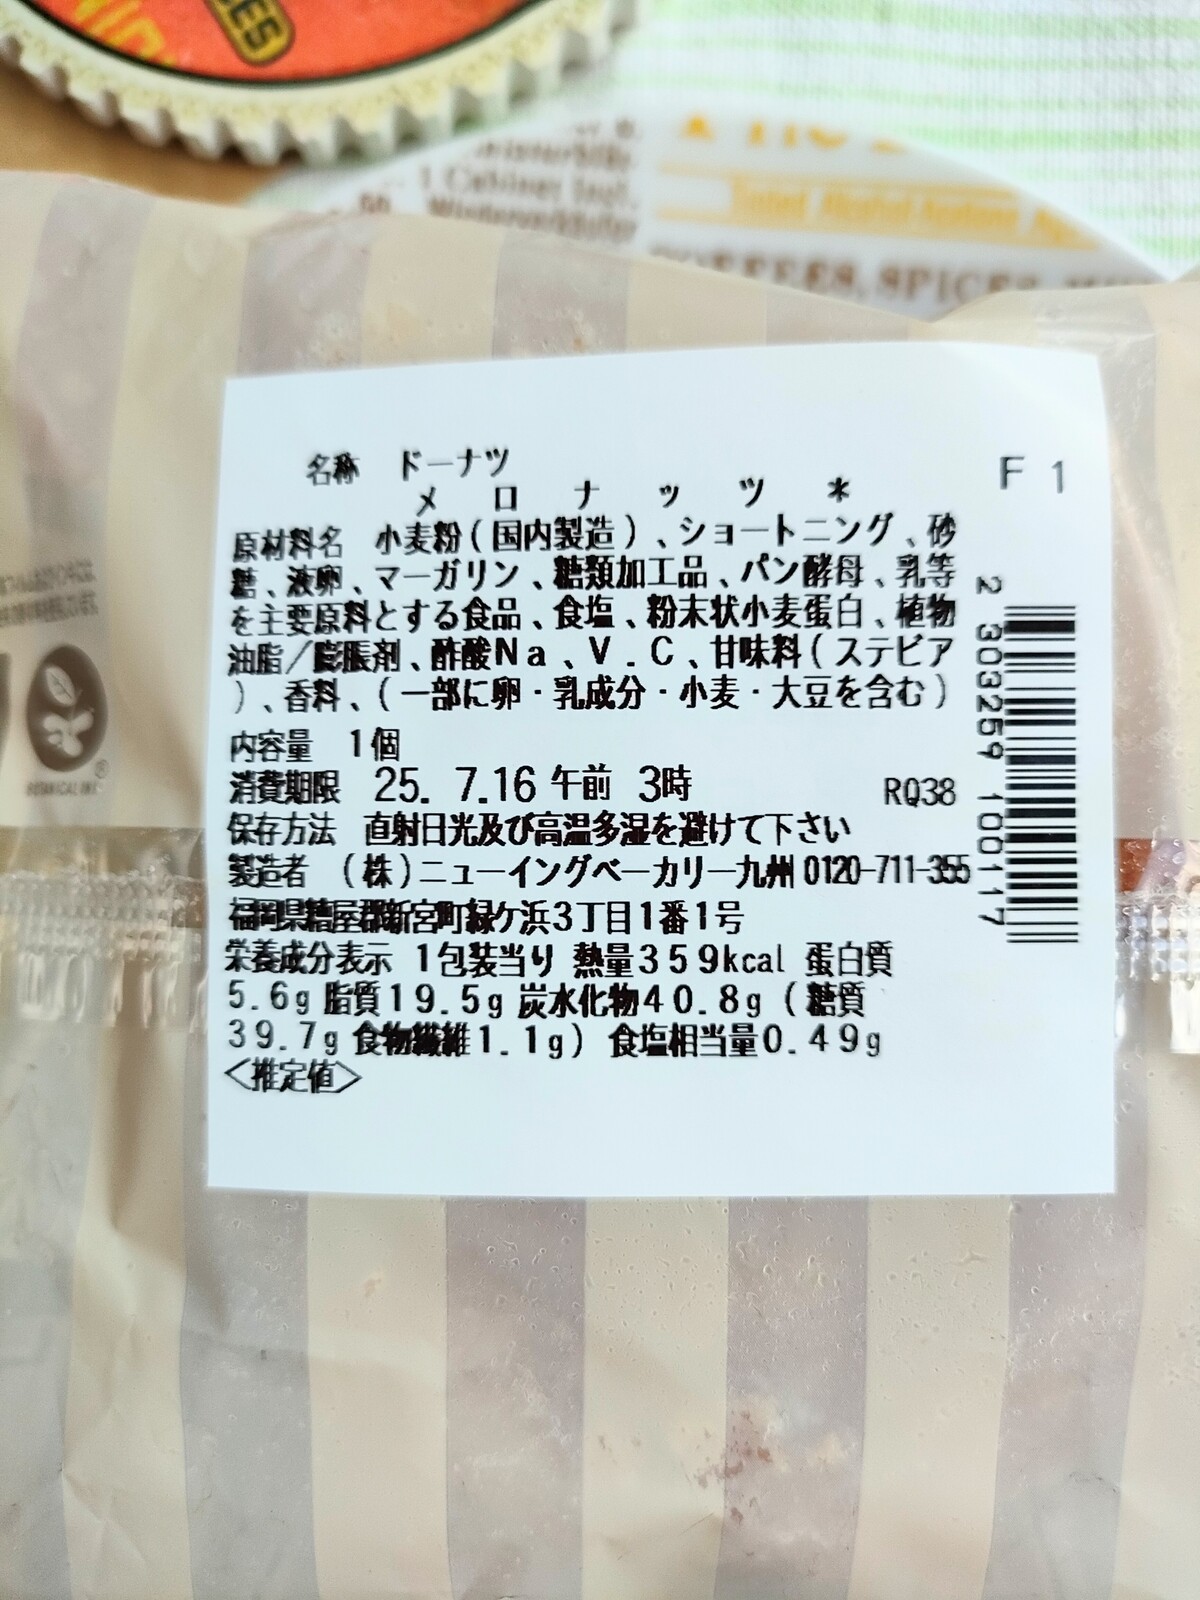 CES
1 Cabinet Incl.
COFFEES, SPICES,
名称 ドーナツ
F 1
メロナッツ*
原材料名 小麦粉(国内製造)、ショートニング、砂
糖、液卵、マーガリン、糖類加工品、パン酵母、乳等
を主要原料とする食品、食塩、粉末状小麦蛋白、植物
油脂/膨脹剤、酢酸Na、V.C、甘味料(ステビア
)、香料、(一部に卵・乳成分・小麦・大豆を含む)
内容量 1個
消費期限 25. 7.16 午前 3時 RQ38
保存方法 直射日光及び高温多湿を避けて下さい
製造者 (株)ニューイングベーカリー九州 0120-711-355
福岡県糟屋郡新宮町緑ケ浜3丁目1番1号
栄養成分表示 1包装当り 熱量359kcal 蛋白質
5.6g 脂質19.5g 炭水化物40.8g(糖質
39.7g 食物繊維1.1g) 食塩相当量0.49g
<推定値>
2 303259 100117
BOTANICAL INK